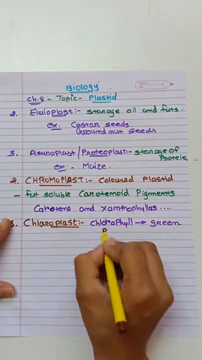 Biology
Ch.8 - Topic - Plastid
2. Elaioplast :- storage oil and fats.
ex. Castor seeds
Ground nut seeds
3. Aleuroplast / Proteoplast :- storage of Protein
ex. - Maize.
2. CHROMOPLAST :- Coloured Plastid
- fat soluble Carotenoid Pigments
Carotene and xanthophylls....
3. Chloroplast :- chlorophyll → green